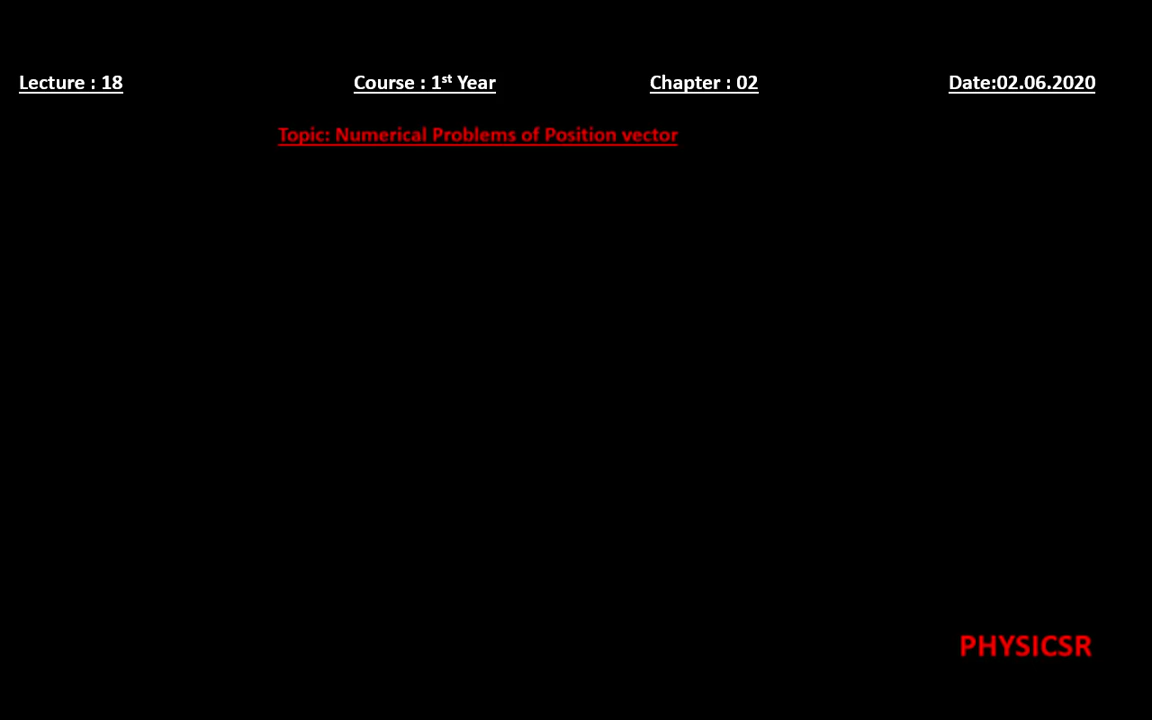 Lecture : 18 Course : 1st Year Chapter : 02 Date:02.06.2020
Topic: Numerical Problems of Position vector
PHYSICSR